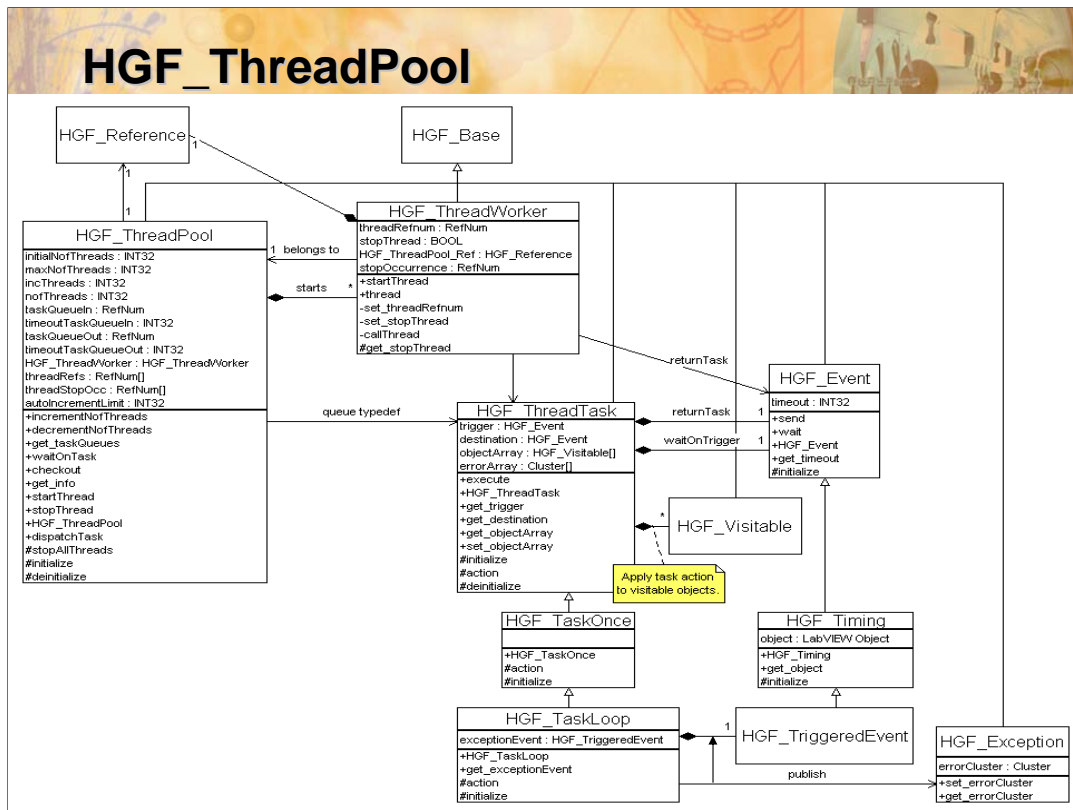 HGF_ThreadPool
HGF_Reference
1
HGF_Base
1
1
HGF_ThreadPool
initialNofThreads : INT32
maxNofThreads : INT32
incThreads : INT32
nofThreads : INT32
taskQueueIn : RefNum
timeoutTaskQueueIn : INT32
taskQueueOut : RefNum
timeoutTaskQueueOut : INT32
HGF_ThreadWorker : HGF_ThreadWorker
threadRefs : RefNum[]
threadStopOcc : RefNum[]
autoIncrementLimit : INT32
+incrementNofThreads
+decrementNofThreads
+get_taskQueues
+waitOnTask
+checkout
+get_info
+startThread
+stopThread
+HGF_ThreadPool
+dispatchTask
#stopAllThreads
#initialize
#deinitialize
1 belongs to
starts *
HGF_ThreadWorker
threadRefnum : RefNum
stopThread : BOOL
HGF_ThreadPool_Ref : HGF_Reference
stopOccurrence : RefNum
+startThread
+thread
-set_threadRefnum
-set_stopThread
-callThread
#get_stopThread
returnTask
queue typedef
HGF_ThreadTask
trigger : HGF_Event
destination : HGF_Event
objectArray : HGF_Visitable[]
errorArray : Cluster[]
+execute
+HGF_ThreadTask
+get_trigger
+get_destination
+get_objectArray
+set_objectArray
#initialize
#action
#deinitialize
returnTask 1
waitOnTrigger 1
HGF_Event
timeout : INT32
+send
+wait
+HGF_Event
+get_timeout
#initialize
*
HGF_Visitable
Apply task action
to visitable objects.
HGF_TaskOnce
+HGF_TaskOnce
#action
#initialize
HGF_Timing
object : LabVIEW Object
+HGF_Timing
+get_object
#initialize
HGF_TaskLoop
exceptionEvent : HGF_TriggeredEvent
+HGF_TaskLoop
+get_exceptionEvent
#action
#initialize
1
HGF_TriggeredEvent
publish
HGF_Exception
errorCluster : Cluster
+set_errorCluster
+get_errorCluster